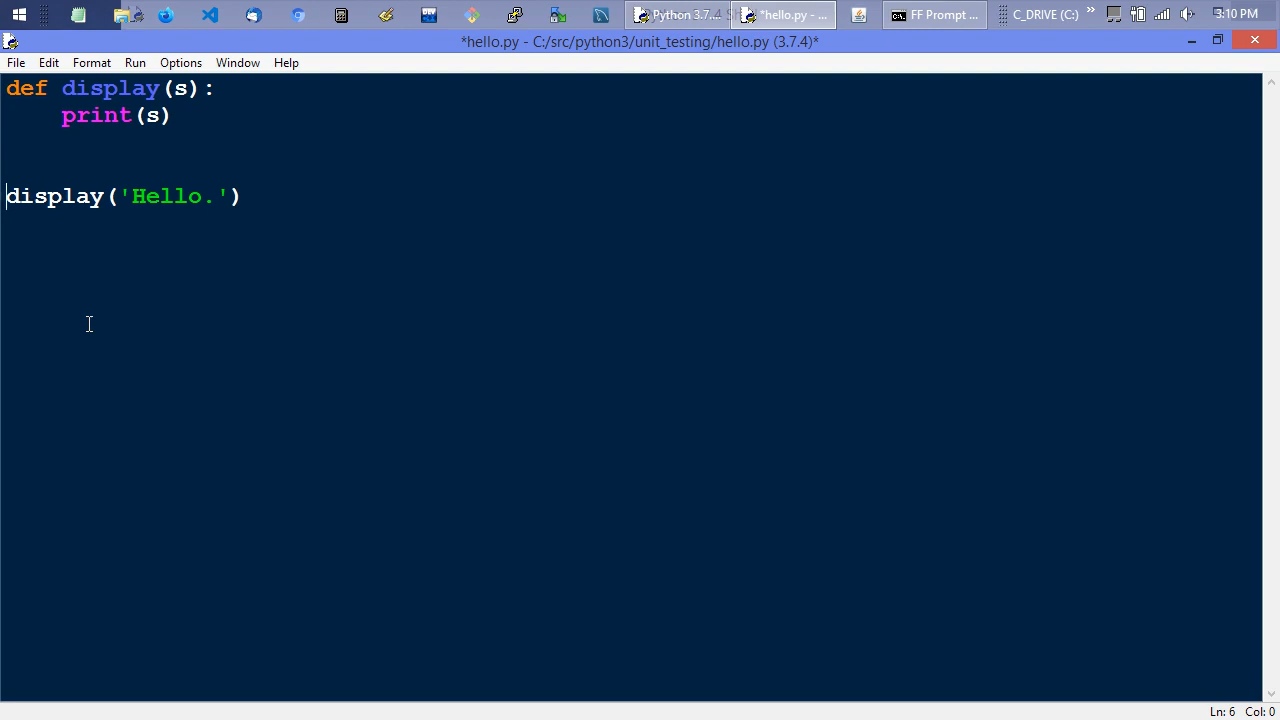 Python 3.7.... *hello.py - ... FF Prompt ... C_DRIVE (C:) » 3:10 PM
*hello.py - C:/src/python3/unit_testing/hello.py (3.7.4)*
File Edit Format Run Options Window Help
def display(s):
    print(s)
display('Hello.')
Ln: 6 Col: 0